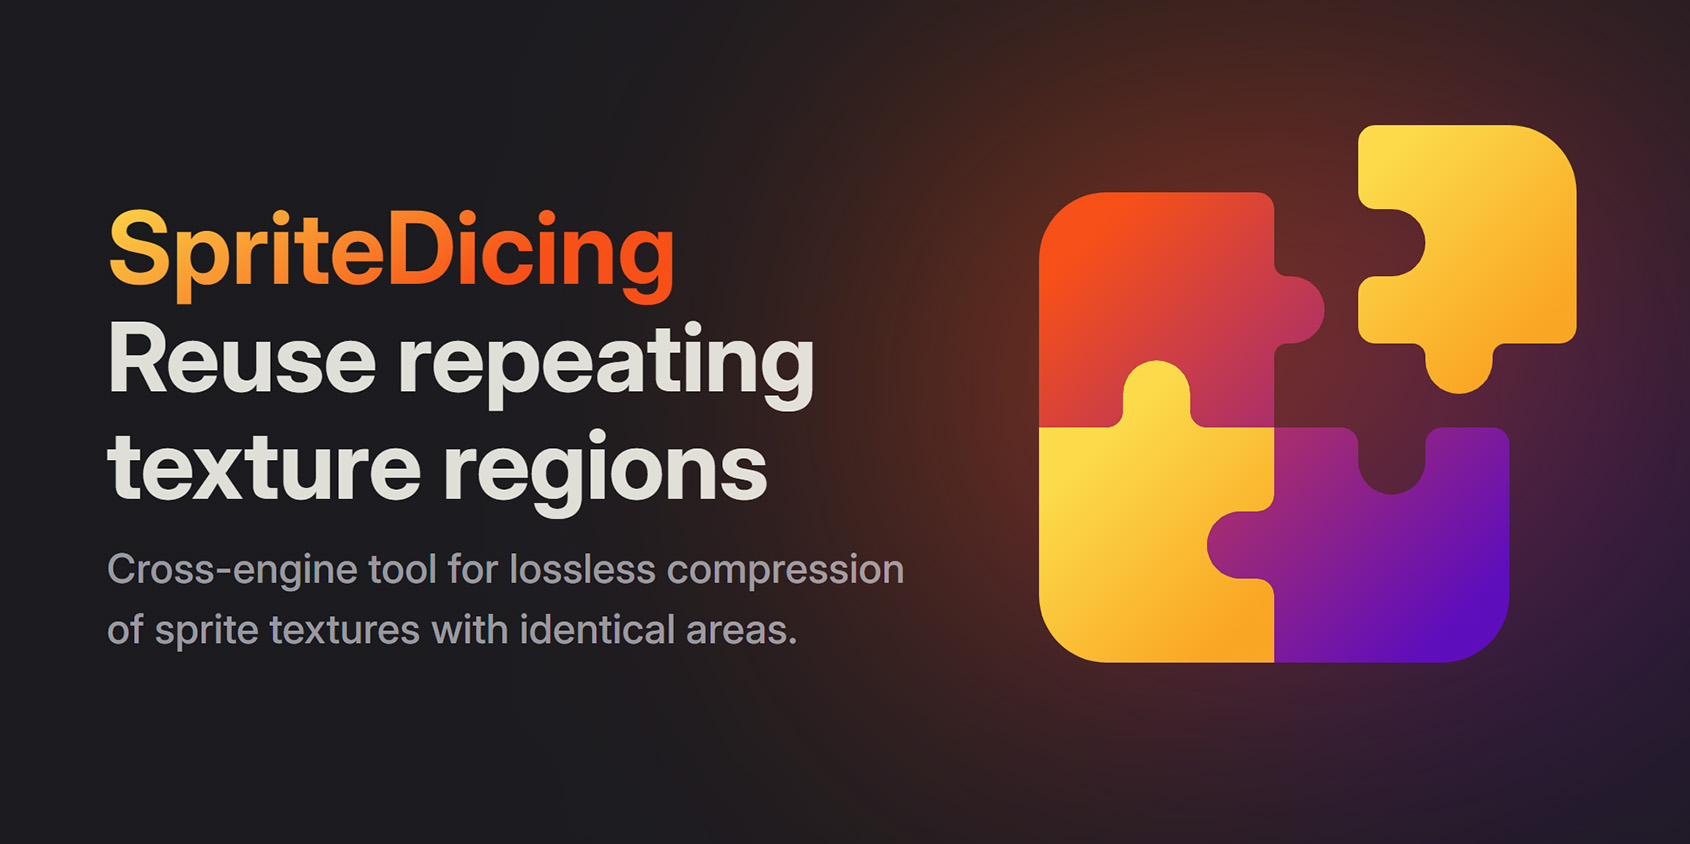 SpriteDicing
Reuse repeating
texture regions
Cross-engine tool for lossless compression
of sprite textures with identical areas.